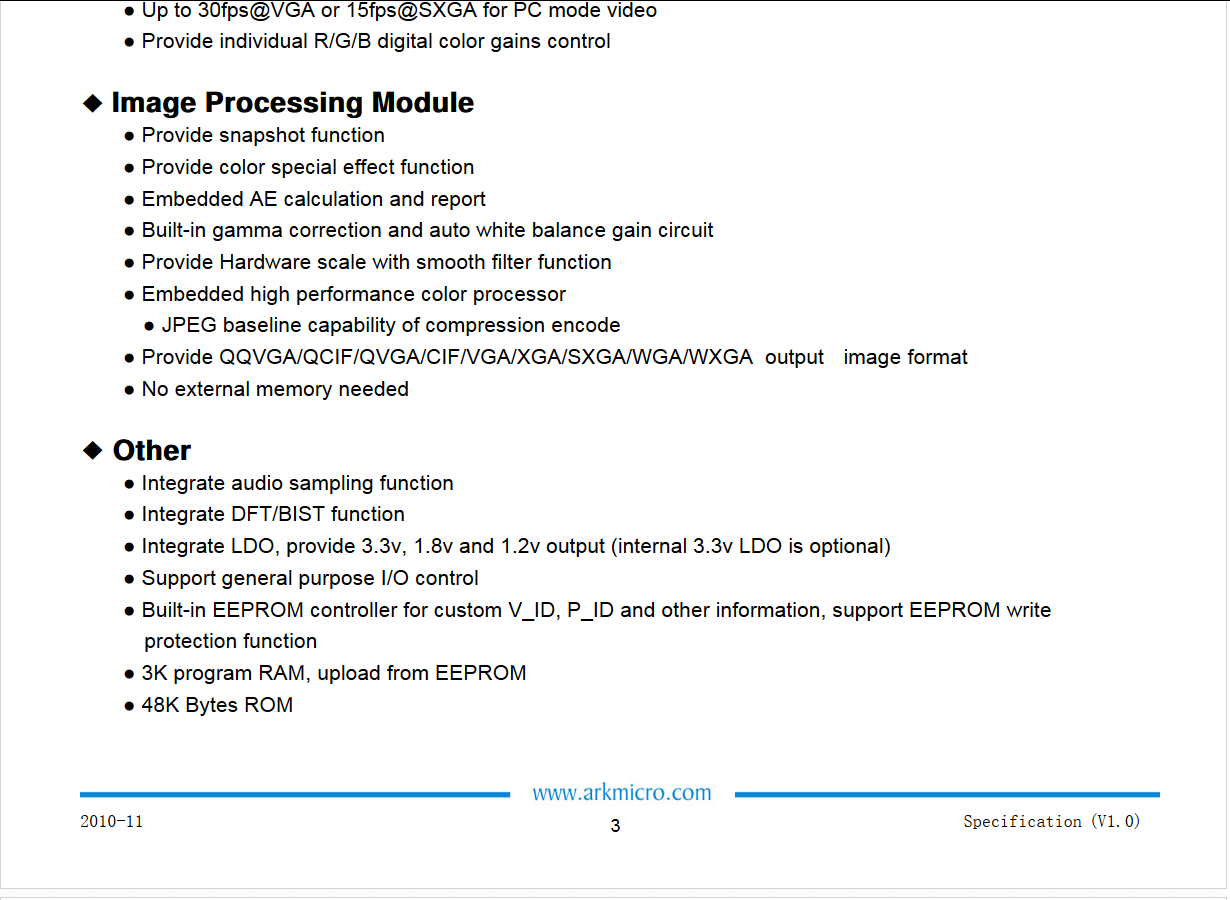 ● Up to 30fps@VGA or 15fps@SXGA for PC mode video
● Provide individual R/G/B digital color gains control
◆ Image Processing Module
● Provide snapshot function
● Provide color special effect function
● Embedded AE calculation and report
● Built-in gamma correction and auto white balance gain circuit
● Provide Hardware scale with smooth filter function
● Embedded high performance color processor
● JPEG baseline capability of compression encode
● Provide QQVGA/QCIF/QVGA/CIF/VGA/XGA/SXGA/WGA/WXGA output image format
● No external memory needed
◆ Other
● Integrate audio sampling function
● Integrate DFT/BIST function
● Integrate LDO, provide 3.3v, 1.8v and 1.2v output (internal 3.3v LDO is optional)
● Support general purpose I/O control
● Built-in EEPROM controller for custom V_ID, P_ID and other information, support EEPROM write
protection function
● 3K program RAM, upload from EEPROM
● 48K Bytes ROM
www.arkmicro.com
2010-11 3 Specification (V1.0)